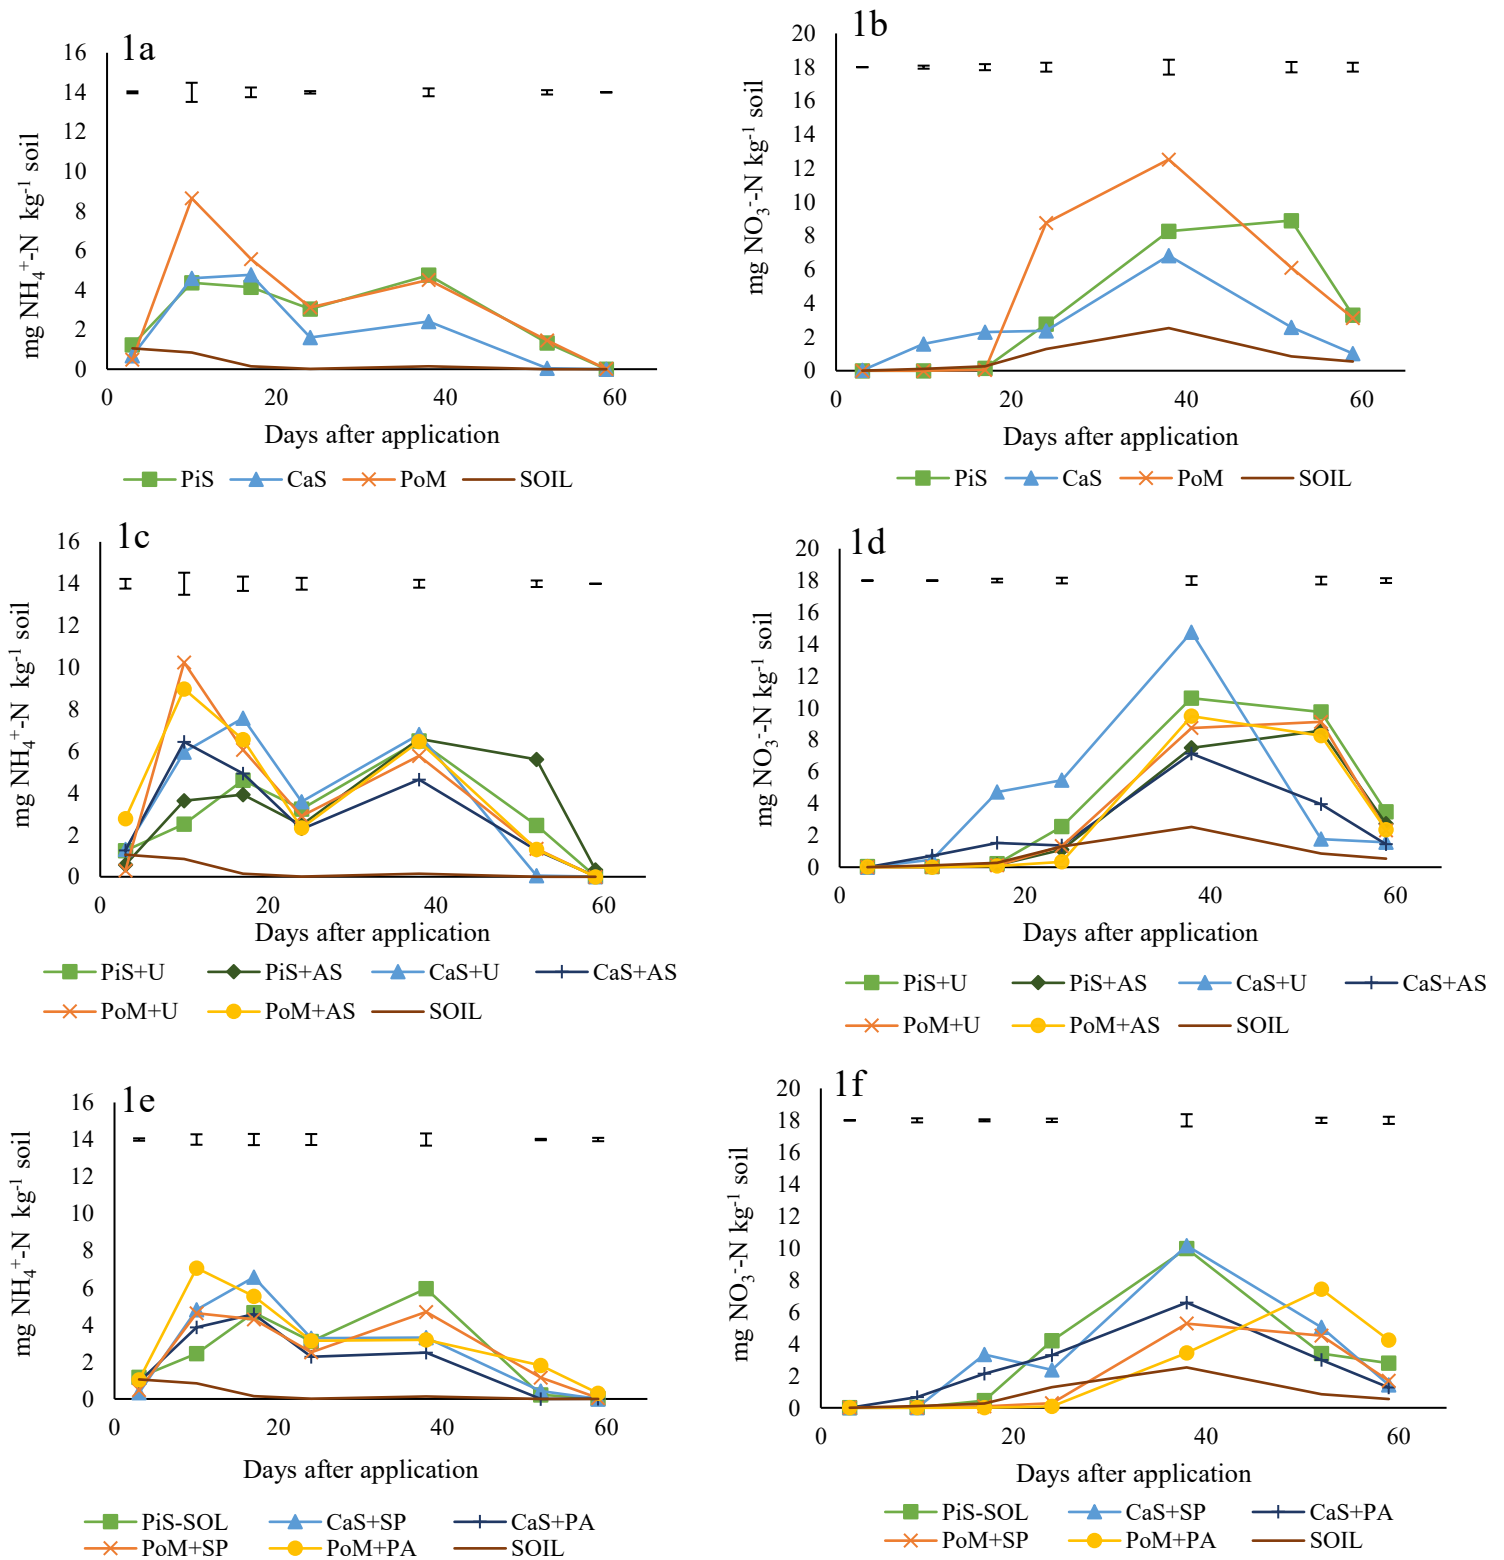 1a
16
14
12
10
8
6
4
2
0
mg NH₄⁺-N kg⁻¹ soil
0 20 40 60
Days after application
PiS CaS PoM SOIL
1b
20
18
16
14
12
10
8
6
4
2
0
mg NO₃⁻-N kg⁻¹ soil
0 20 40 60
Days after application
PiS CaS PoM SOIL
1c
16
14
12
10
8
6
4
2
0
mg NH₄⁺-N kg⁻¹ soil
0 20 40 60
Days after application
PiS+U PiS+AS CaS+U CaS+AS
PoM+U PoM+AS SOIL
1d
20
18
16
14
12
10
8
6
4
2
0
mg NO₃⁻-N kg⁻¹ soil
0 20 40 60
Days after application
PiS+U PiS+AS CaS+U CaS+AS
PoM+U PoM+AS SOIL
1e
16
14
12
10
8
6
4
2
0
mg NH₄⁺-N kg⁻¹ soil
0 20 40 60
Days after application
PiS-SOL CaS+SP CaS+PA
PoM+SP PoM+PA SOIL
1f
20
18
16
14
12
10
8
6
4
2
0
mg NO₃⁻-N kg⁻¹ soil
0 20 40 60
Days after application
PiS-SOL CaS+SP CaS+PA
PoM+SP PoM+PA SOIL